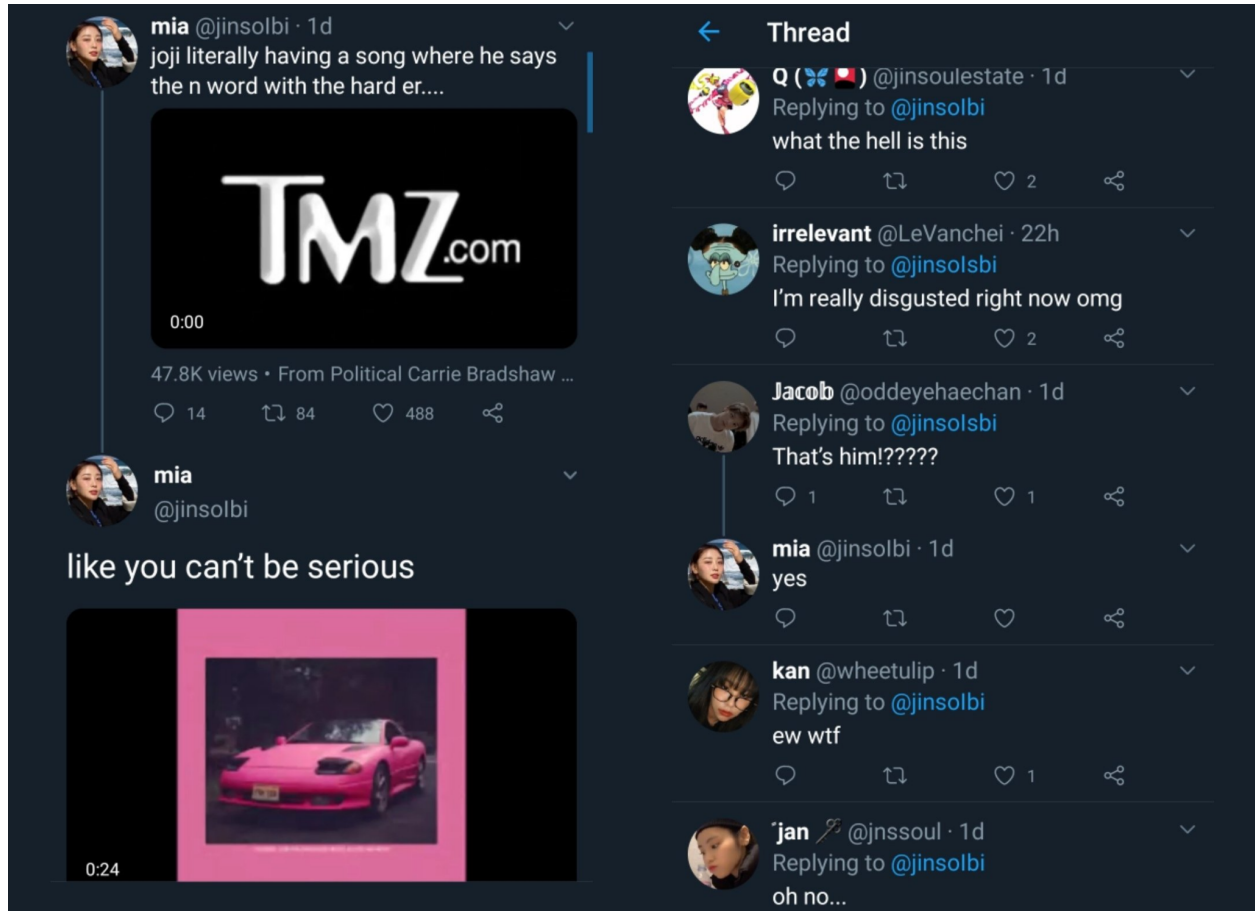 mia @jinsolbi · 1d
joji literally having a song where he says
the n word with the hard er....
TMZ.com
0:00
47.8K views • From Political Carrie Bradshaw ...
14 84 488
mia
@jinsolbi
like you can't be serious
0:24
Thread
Q ( 🦋 🚨 ) @jinsoulestate · 1d
Replying to @jinsolbi
what the hell is this
2
irrelevant @LeVanchei · 22h
Replying to @jinsolsbi
I'm really disgusted right now omg
2
𝕁𝕒𝕔𝕠𝕓 @oddeyehaechan · 1d
Replying to @jinsolsbi
That's him!?????
1 1
mia @jinsolbi · 1d
yes
kan @wheetulip · 1d
Replying to @jinsolbi
ew wtf
1
´jan ✂ @jnssoul · 1d
Replying to @jinsolbi
oh no...